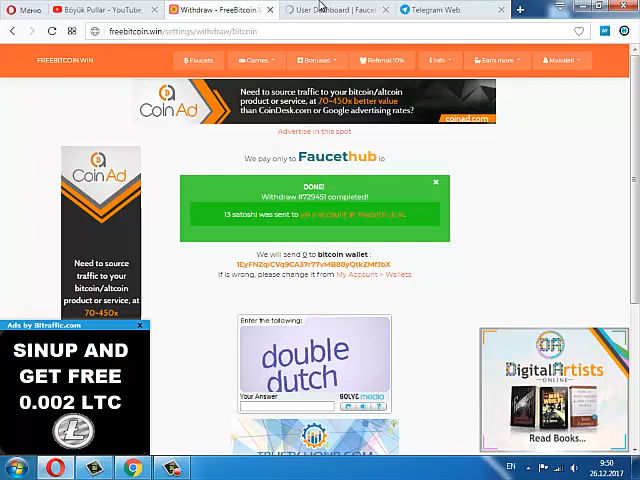 Меню
Böyük Pullar - YouTube
Withdraw - FreeBitcoin.W
User Dashboard | Fauce
Telegram Web
freebitcoin.win/settings/withdraw/bitcoin
FREEBITCOIN.WIN
Faucets
Games
Bonuses
Referral 10%
Info
Earn more
Makaleli
CoinAd
Need to source traffic to your bitcoin/altcoin
product or service, at 70-450x better value
than CoinDesk.com or Google advertising rates?
coinad.com
Advertise in this spot
We pay only to Faucethub.io
DONE!
Withdraw #729451 completed!
13 satoshi was sent to your account at FaucetHub.io.
We will send 0 to bitcoin wallet :
If is wrong, please change it from My Account > Wallets
CoinAd
Need to source
traffic to your
bitcoin/altcoin
product or service, at
70-450x
Ads by Bitraffic.com X
SINUP AND
GET FREE
0.002 LTC
Enter the following:
double
dutch
Your Answer
SOLVE media
DA
DigitalArtists
ONLINE
Read Books...
EN
9:50
26.12.2017